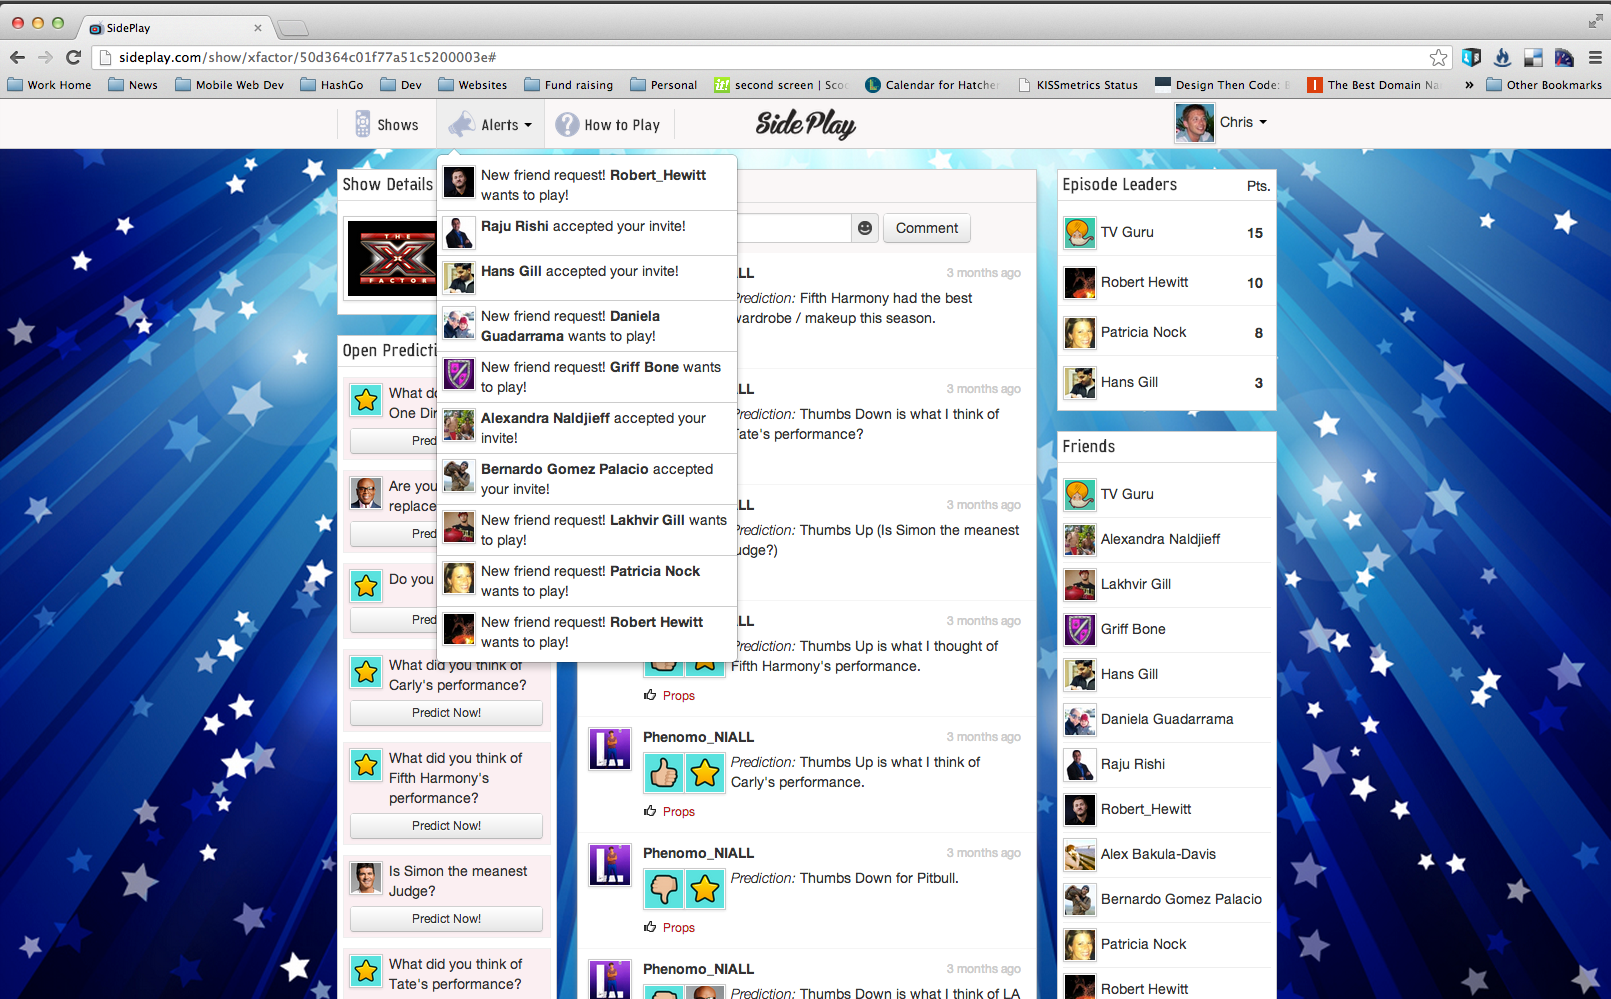 SidePlay
sideplay.com/show/xfactor/50d364c01f77a51c5200003e#
Work Home
News
Mobile Web Dev
HashGo
Dev
Websites
Fund raising
Personal
second screen | Sco
Calendar for Hatcher
KISSmetrics Status
Design Then Code:
The Best Domain Na
»
Other Bookmarks
Shows
Alerts
? How to Play
Side Play
Chris
Show Details
THE
X
FACTOR
Open Predicti
What do
One Dir
Pred
Are you
replace
Pred
Do you
Pred
What did you think of
Carly's performance?
Predict Now!
What did you think of
Fifth Harmony's
performance?
Predict Now!
Is Simon the meanest
Judge?
Predict Now!
What did you think of
Tate's performance?
New friend request! Robert_Hewitt
wants to play!
Raju Rishi accepted your invite!
Hans Gill accepted your invite!
New friend request! Daniela
Guadarrama wants to play!
New friend request! Griff Bone wants
to play!
Alexandra Naldjieff accepted your
invite!
Bernardo Gomez Palacio accepted
your invite!
New friend request! Lakhvir Gill wants
to play!
New friend request! Patricia Nock
wants to play!
New friend request! Robert Hewitt
wants to play!
Comment
ALL
3 months ago
Prediction: Fifth Harmony had the best
wardrobe / makeup this season.
ALL
3 months ago
Prediction: Thumbs Down is what I think of
Tate's performance?
ALL
3 months ago
Prediction: Thumbs Up (Is Simon the meanest
udge?)
ALL
3 months ago
Prediction: Thumbs Up is what I thought of
Fifth Harmony's performance.
Props
Phenomo_NIALL
3 months ago
Prediction: Thumbs Up is what I think of
Carly's performance.
Props
Phenomo_NIALL
3 months ago
Prediction: Thumbs Down for Pitbull.
Props
Phenomo_NIALL
3 months ago
Prediction: Thumbs Down is what I think of LA
Episode Leaders Pts.
TV Guru 15
Robert Hewitt 10
Patricia Nock 8
Hans Gill 3
Friends
TV Guru
Alexandra Naldjieff
Lakhvir Gill
Griff Bone
Hans Gill
Daniela Guadarrama
Raju Rishi
Robert_Hewitt
Alex Bakula-Davis
Bernardo Gomez Palacio
Patricia Nock
Robert Hewitt